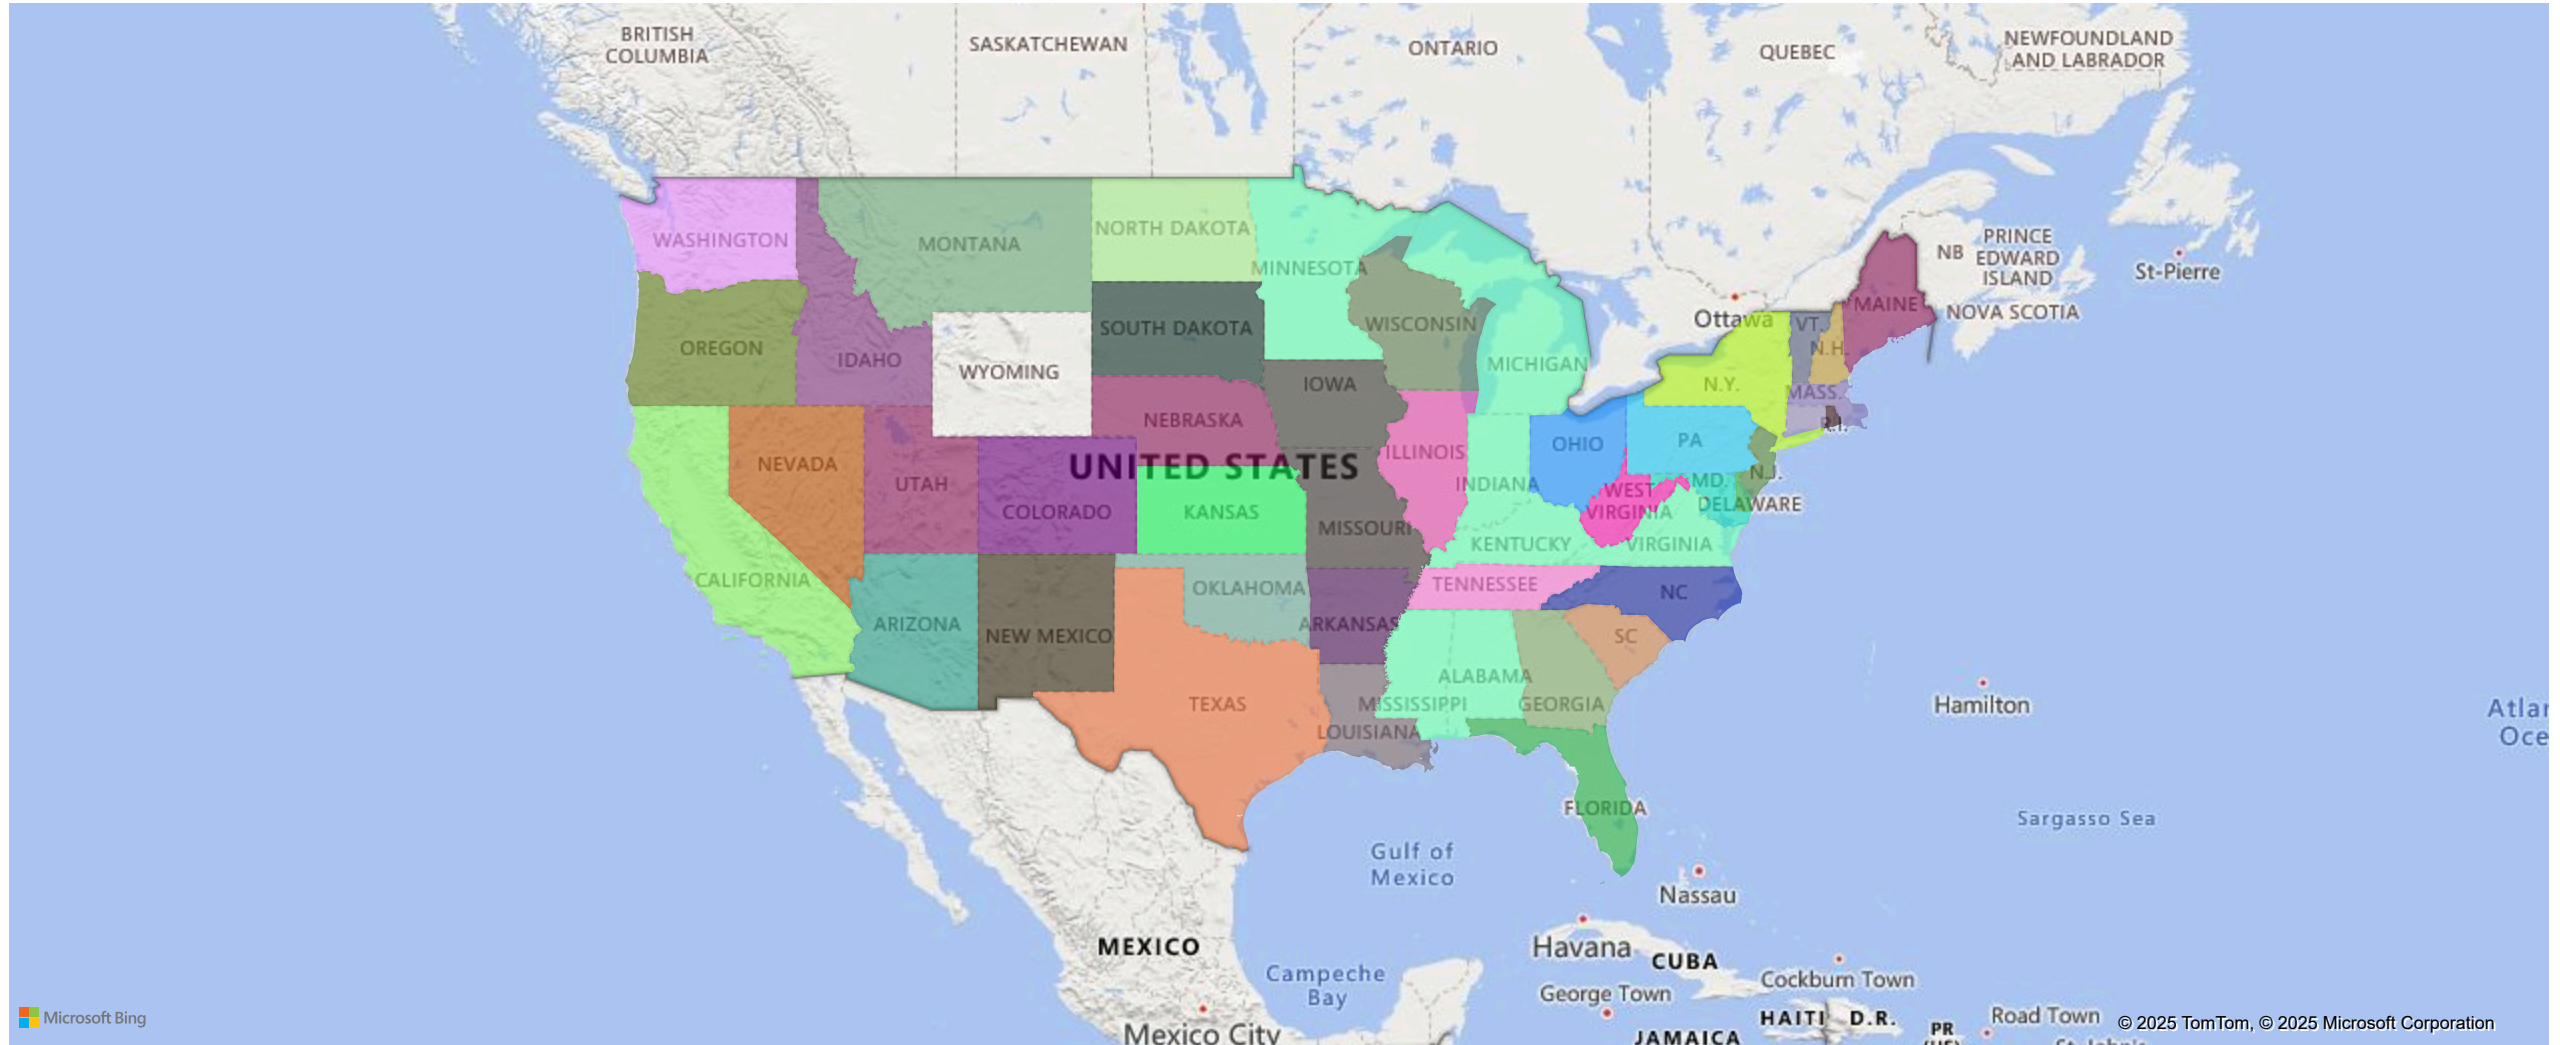 BRITISH
COLUMBIA
SASKATCHEWAN
ONTARIO
QUEBEC
NEWFOUNDLAND
AND LABRADOR
WASHINGTON
MONTANA
NORTH DAKOTA
MINNESOTA
NB
PRINCE
EDWARD
ISLAND
St-Pierre
MAINE
NOVA SCOTIA
Ottawa
VT.
N.H.
OREGON
IDAHO
WYOMING
SOUTH DAKOTA
WISCONSIN
MICHIGAN
IOWA
N.Y.
MASS.
R.I.
NEBRASKA
ILLINOIS
OHIO
PA
NEVADA
UTAH
UNITED STATES
INDIANA
MD.
N.J.
WEST
VIRGINIA
DELAWARE
COLORADO
KANSAS
MISSOURI
KENTUCKY
VIRGINIA
CALIFORNIA
OKLAHOMA
TENNESSEE
NC
ARIZONA
NEW MEXICO
ARKANSAS
SC
ALABAMA
TEXAS
MISSISSIPPI
GEORGIA
LOUISIANA
Hamilton
Atlan
Oce
FLORIDA
Sargasso Sea
Gulf of
Mexico
Nassau
MEXICO
Havana
CUBA
Campeche
Bay
Cockburn Town
George Town
Microsoft Bing
Mexico City
JAMAICA
HAITI
D.R.
PR
(US)
Road Town
St. John's
© 2025 TomTom, © 2025 Microsoft Corporation